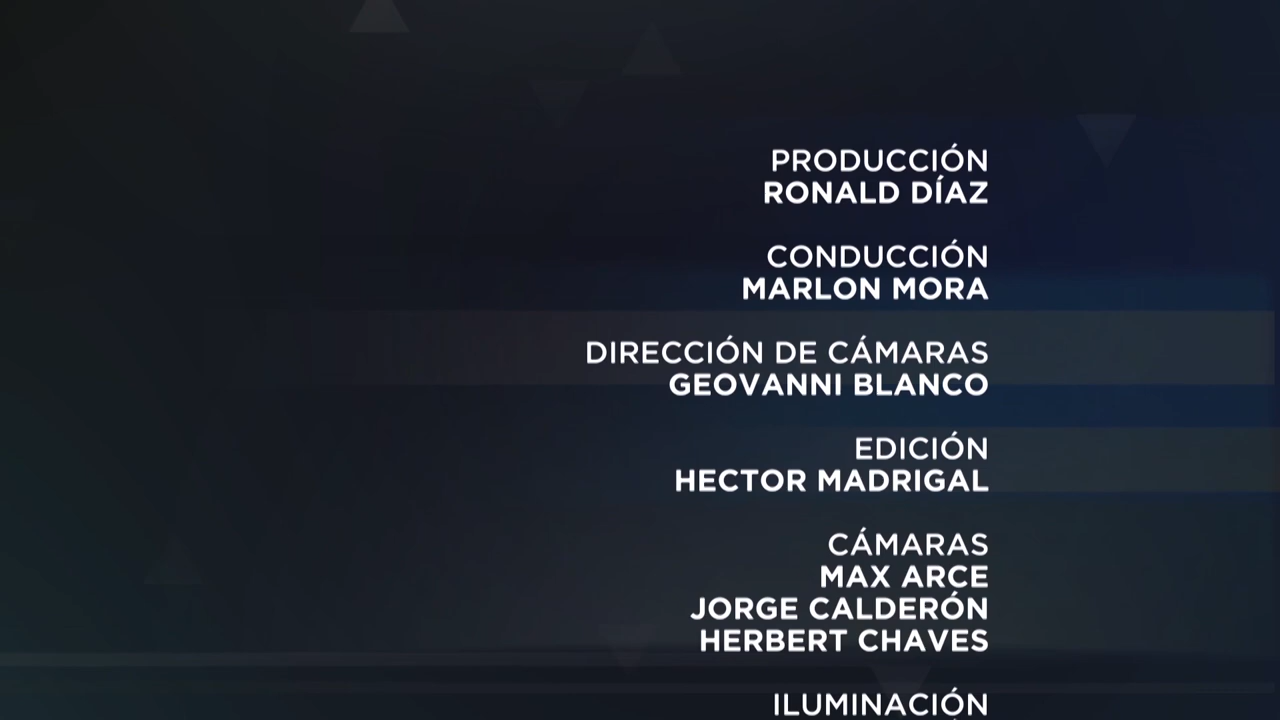 PRODUCCIÓN
RONALD DÍAZ
CONDUCCIÓN
MARLON MORA
DIRECCIÓN DE CÁMARAS
GEOVANNI BLANCO
EDICIÓN
HECTOR MADRIGAL
CÁMARAS
MAX ARCE
JORGE CALDERÓN
HERBERT CHAVES
ILUMINACIÓN